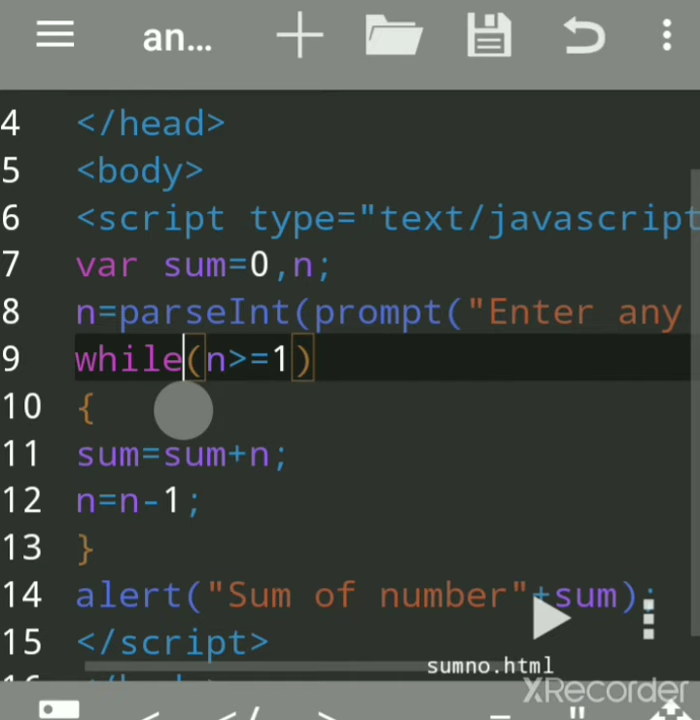 an...
4 </head>
5 <body>
6 <script type="text/javascript
7 var sum=0,n;
8 n=parseInt(prompt("Enter any
9 while(n>=1)
10 {
11 sum=sum+n;
12 n=n-1;
13 }
14 alert("Sum of number"+sum);
15 </script>
sumno.html
XRecorder
< </ > = "